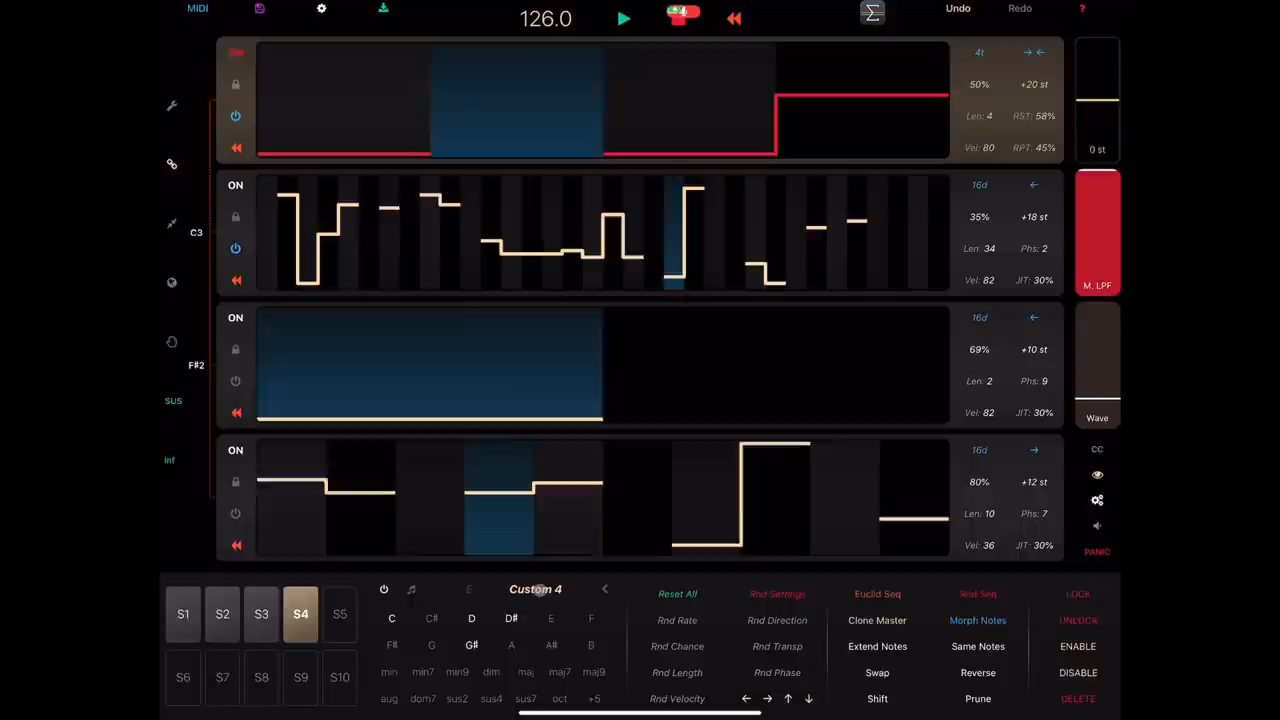 MIDI 126.0 Undo Redo ?
4t → ←
50% +20 st
Len: 4 RST: 58%
Vel: 80 RPT: 45%
0 st
ON 16d ←
35% +18 st
C3
Len: 34 Phs: 2
Vel: 82 JIT: 30%
M. LPF
ON 16d ←
69% +10 st
F#2
Len: 2 Phs: 9
SUS
Vel: 82 JIT: 30%
Wave
ON 16d →
CC
Inf
80% +12 st
Len: 10 Phs: 7
Vel: 36 JIT: 30%
PANIC
S1 S2 S3 S4 S5
S6 S7 S8 S9 S10
E Custom 4 <
C C# D D# E F
F# G G# A A# B
min min7 min9 dim maj maj7 maj9
aug dom7 sus2 sus4 sus7 oct +5
Reset All Rnd Settings Euclid Seq Rnd Seq LOCK
Rnd Rate Rnd Direction Clone Master Morph Notes UNLOCK
Rnd Chance Rnd Transp Extend Notes Same Notes ENABLE
Rnd Length Rnd Phase Swap Reverse DISABLE
Rnd Velocity ← → ↑ ↓ Shift Prune DELETE